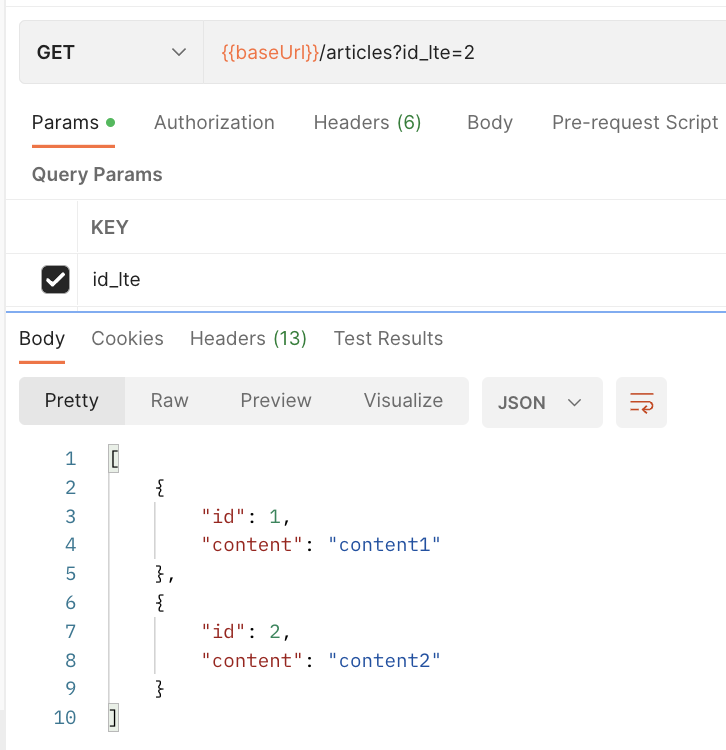 GET {{baseUrl}}/articles?id_lte=2
Params Authorization Headers (6) Body Pre-request Script
Query Params
KEY
id_lte
Body Cookies Headers (13) Test Results
Pretty Raw Preview Visualize JSON
1 [
2 {
3 "id": 1,
4 "content": "content1"
5 },
6 {
7 "id": 2,
8 "content": "content2"
9 }
10 ]